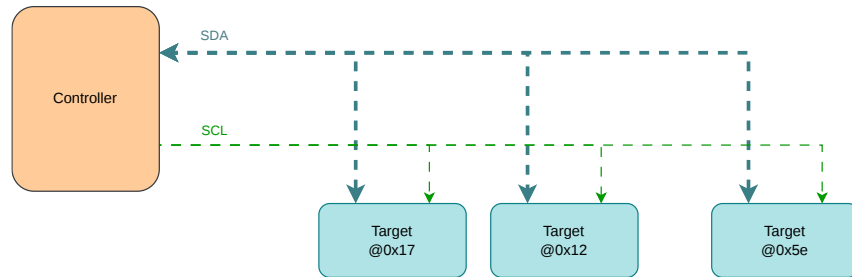 SDA
Controller
SCL
Target
@0x17
Target
@0x12
Target
@0x5e